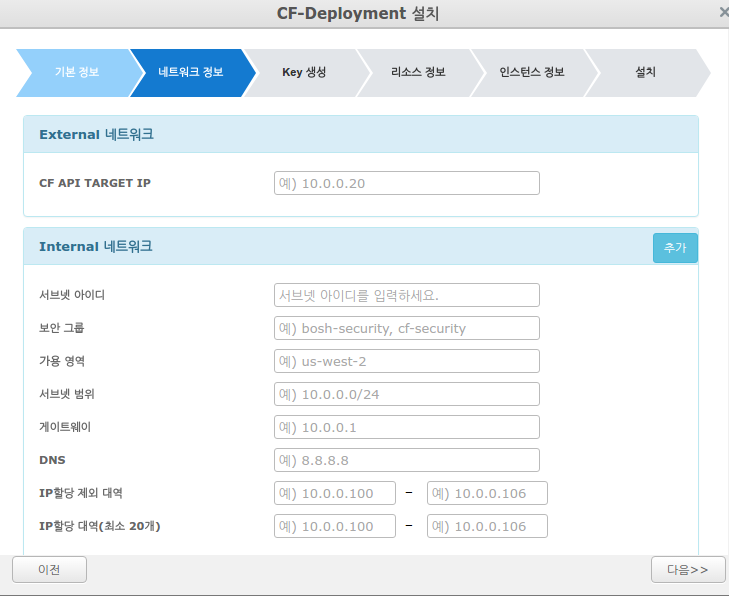 CF-Deployment 설치
×
기본 정보
네트워크 정보
Key 생성
리소스 정보
인스턴스 정보
설치
External 네트워크
CF API TARGET IP 예) 10.0.0.20
Internal 네트워크 추가
서브넷 아이디 서브넷 아이디를 입력하세요.
보안 그룹 예) bosh-security, cf-security
가용 영역 예) us-west-2
서브넷 범위 예) 10.0.0.0/24
게이트웨이 예) 10.0.0.1
DNS 예) 8.8.8.8
IP할당 제외 대역 예) 10.0.0.100 – 예) 10.0.0.106
IP할당 대역(최소 20개) 예) 10.0.0.100 – 예) 10.0.0.106
이전 다음>>